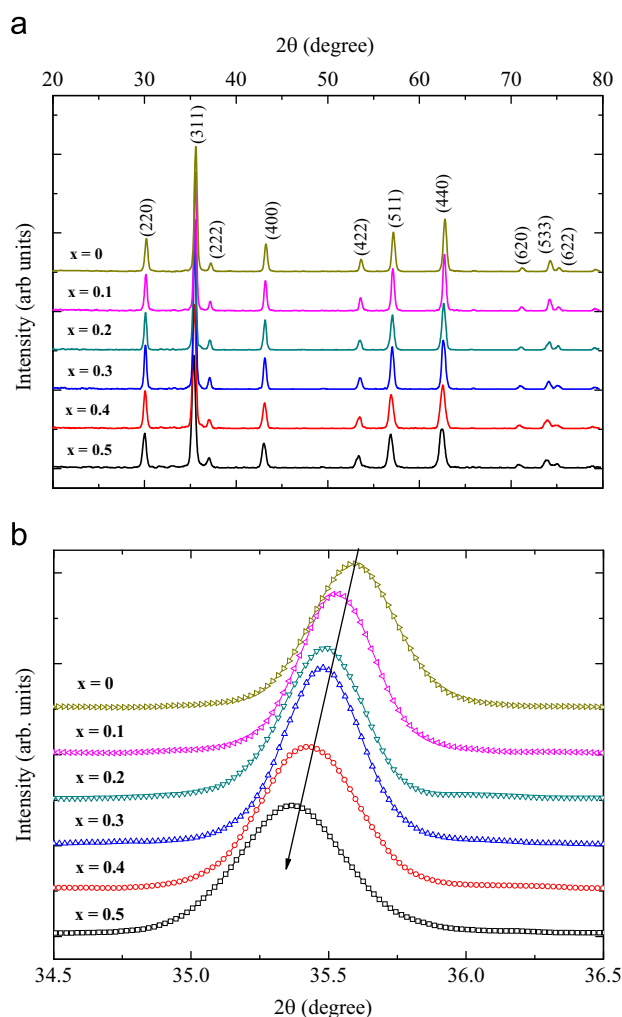 a
2θ (degree)
20 30 40 50 60 70 80
(220) (311) (222) (400) (422) (511) (440) (620) (533) (622)
x = 0
x = 0.1
x = 0.2
x = 0.3
x = 0.4
x = 0.5
Intensity (arb units)
b
x = 0
x = 0.1
x = 0.2
x = 0.3
x = 0.4
x = 0.5
Intensity (arb. units)
34.5 35.0 35.5 36.0 36.5
2θ (degree)